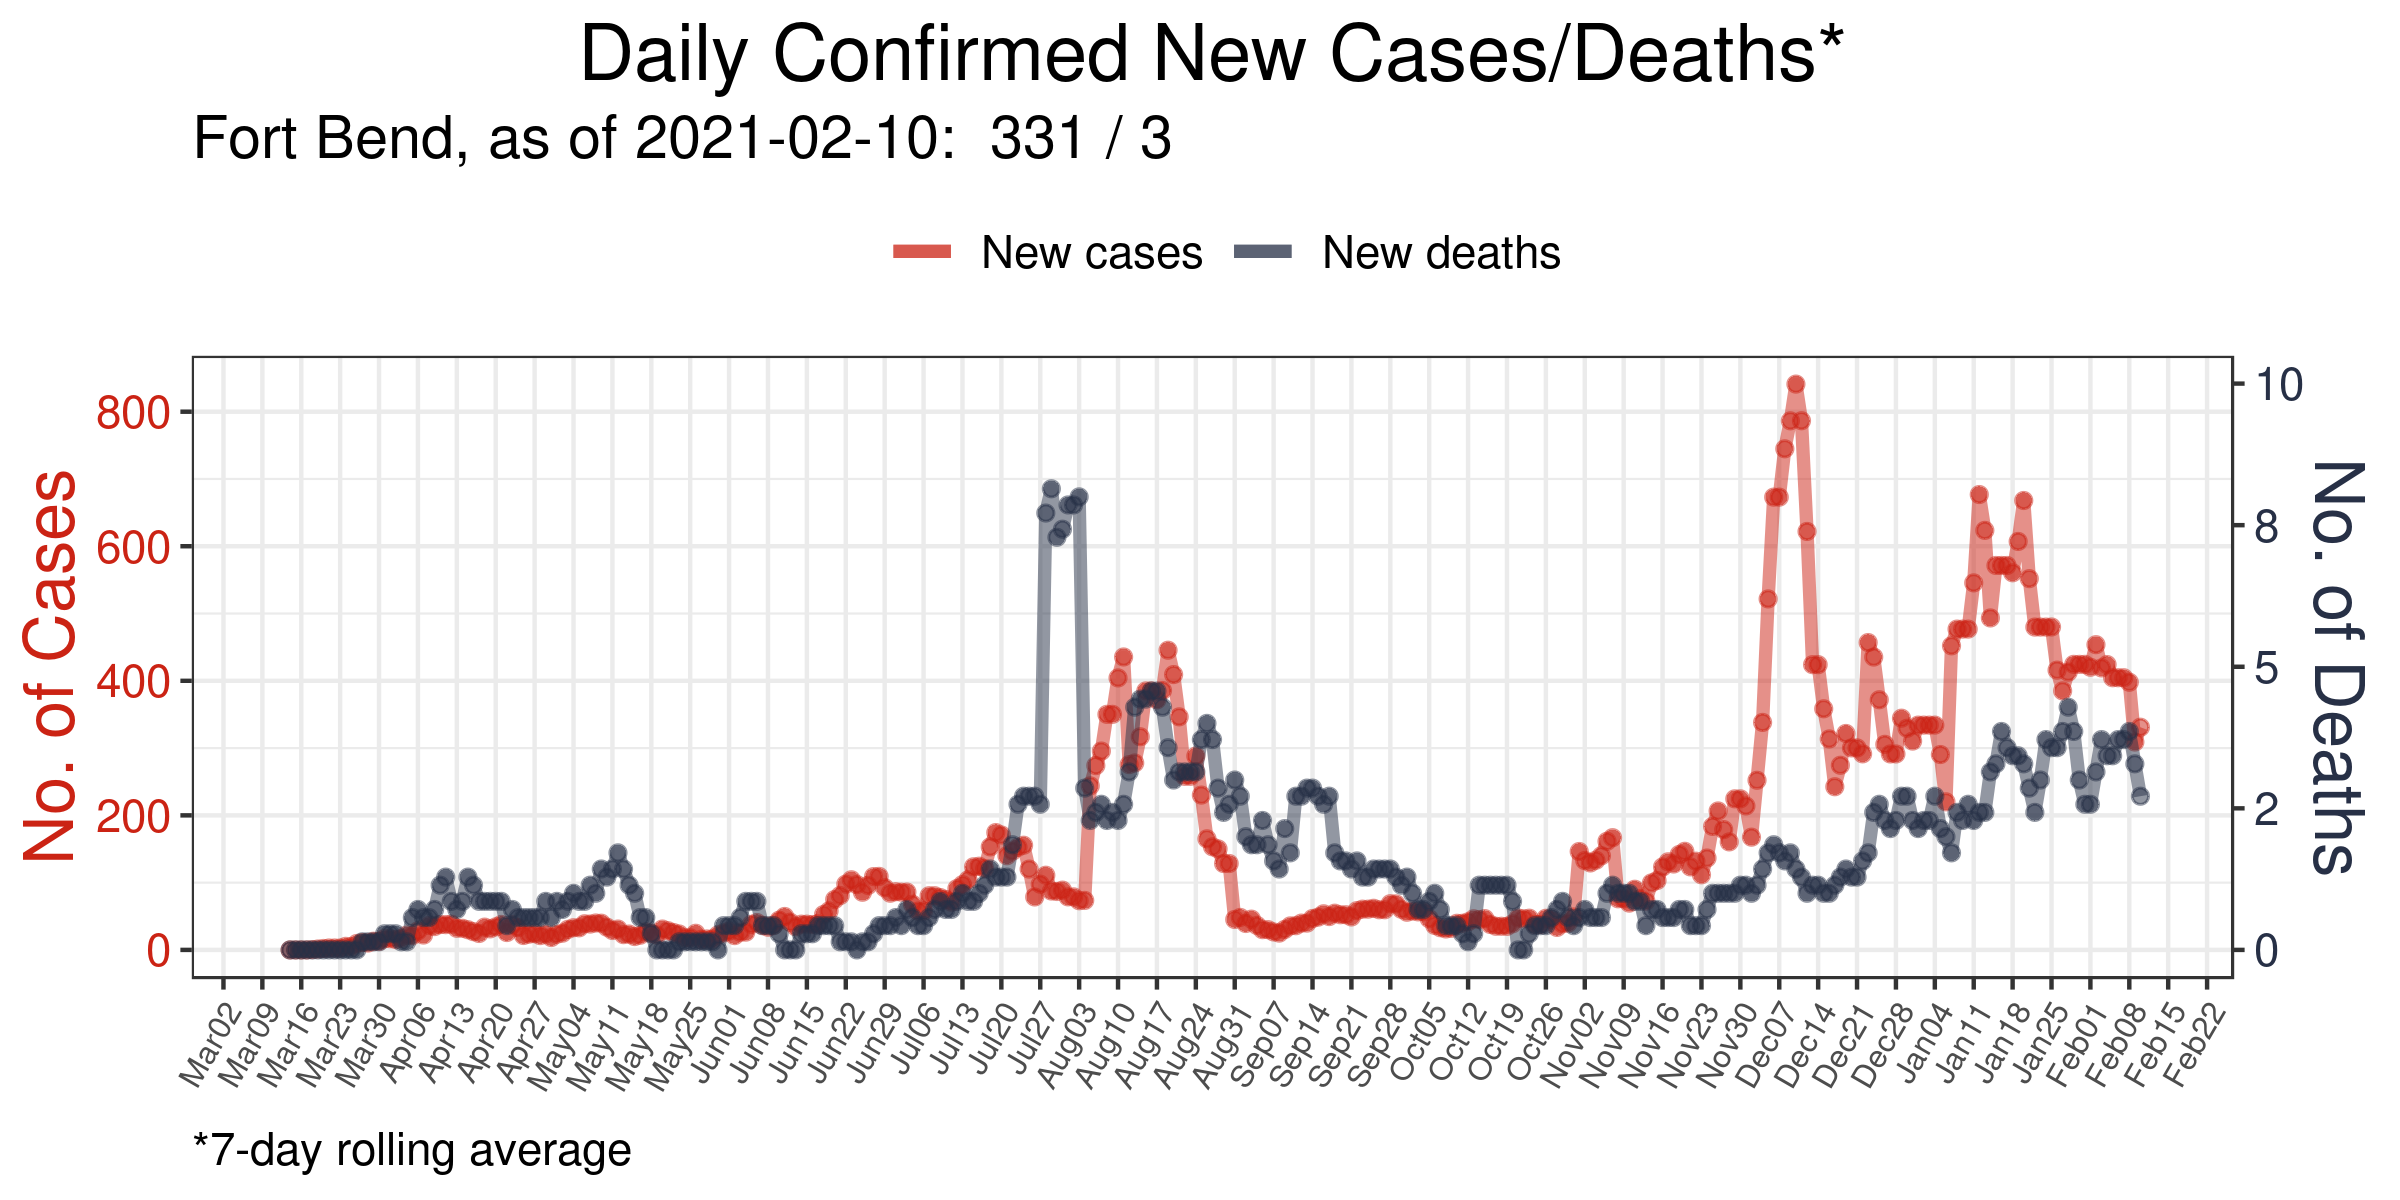 Daily Confirmed New Cases/Deaths*
Fort Bend, as of 2021-02-10:  331 / 3
New cases New deaths
No. of Cases
800
600
400
200
0
10
8
5
2
0
No. of Deaths
Mar02 Mar09 Mar16 Mar23 Mar30 Apr06 Apr13 Apr20 Apr27 May04 May11 May18 May25 Jun01 Jun08 Jun15 Jun22 Jun29 Jul06 Jul13 Jul20 Jul27 Aug03 Aug10 Aug17 Aug24 Aug31 Sep07 Sep14 Sep21 Sep28 Oct05 Oct12 Oct19 Oct26 Nov02 Nov09 Nov16 Nov23 Nov30 Dec07 Dec14 Dec21 Dec28 Jan04 Jan11 Jan18 Jan25 Feb01 Feb08 Feb15 Feb22
*7-day rolling average